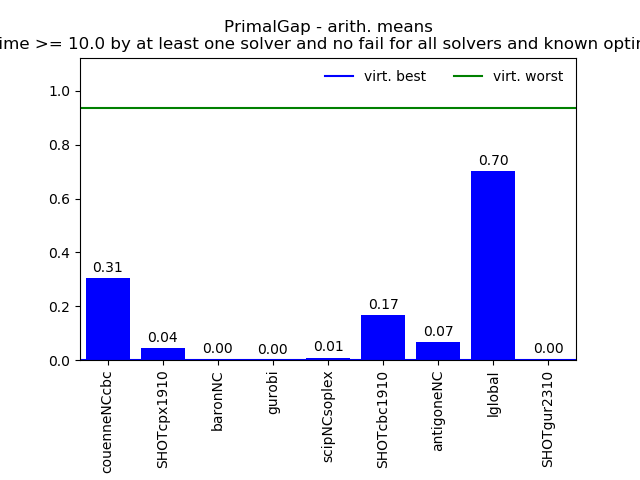 PrimalGap - arith. means
>= 10.0 by at least one solver and no fail for all solvers and known
virt. best
virt. worst
1.0
0.8
0.6
0.4
0.2
0.0
0.31
0.04
0.00
0.00
0.01
0.17
0.07
0.70
0.00
couenneNCcbc
SHOTcpx1910
baronNC
gurobi
scipNCsoplex
SHOTcbc1910
antigoneNC
lglobal
SHOTgur2310